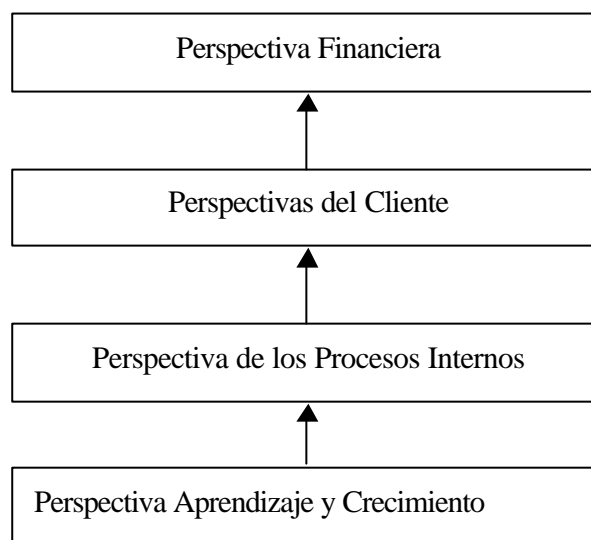 Perspectiva Financiera
Perspectivas del Cliente
Perspectiva de los Procesos Internos
Perspectiva Aprendizaje y Crecimiento